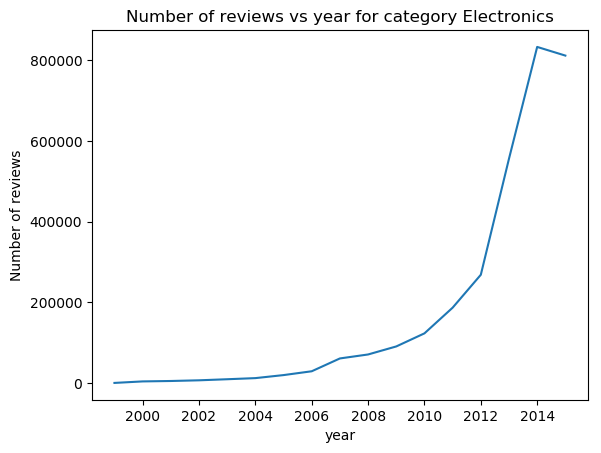 Number of reviews vs year for category Electronics
800000
600000
400000
200000
0
Number of reviews
2000 2002 2004 2006 2008 2010 2012 2014
year